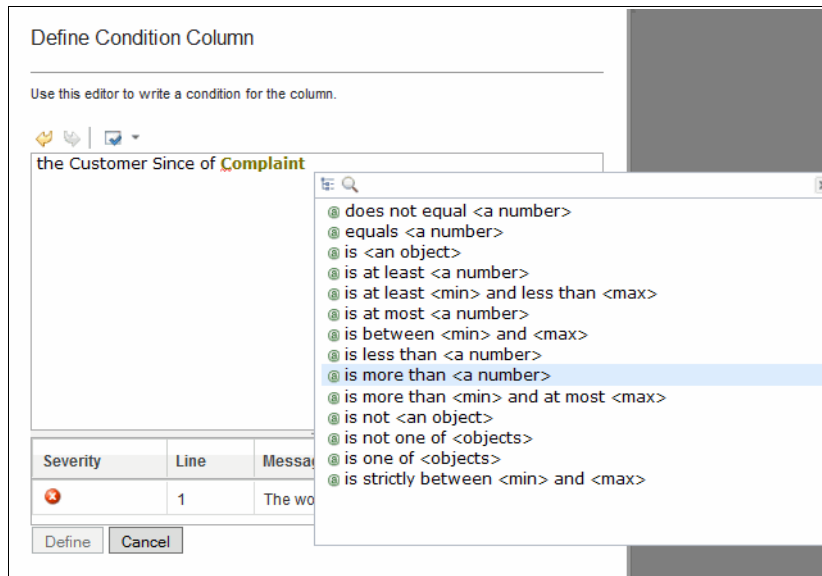 Define Condition Column
Use this editor to write a condition for the column.
the Customer Since of Complaint
does not equal <a number>
equals <a number>
is <an object>
is at least <a number>
is at least <min> and less than <max>
is at most <a number>
is between <min> and <max>
is less than <a number>
is more than <a number>
is more than <min> and at most <max>
is not <an object>
is not one of <objects>
is one of <objects>
is strictly between <min> and <max>
Severity Line
1 The
Define Cancel